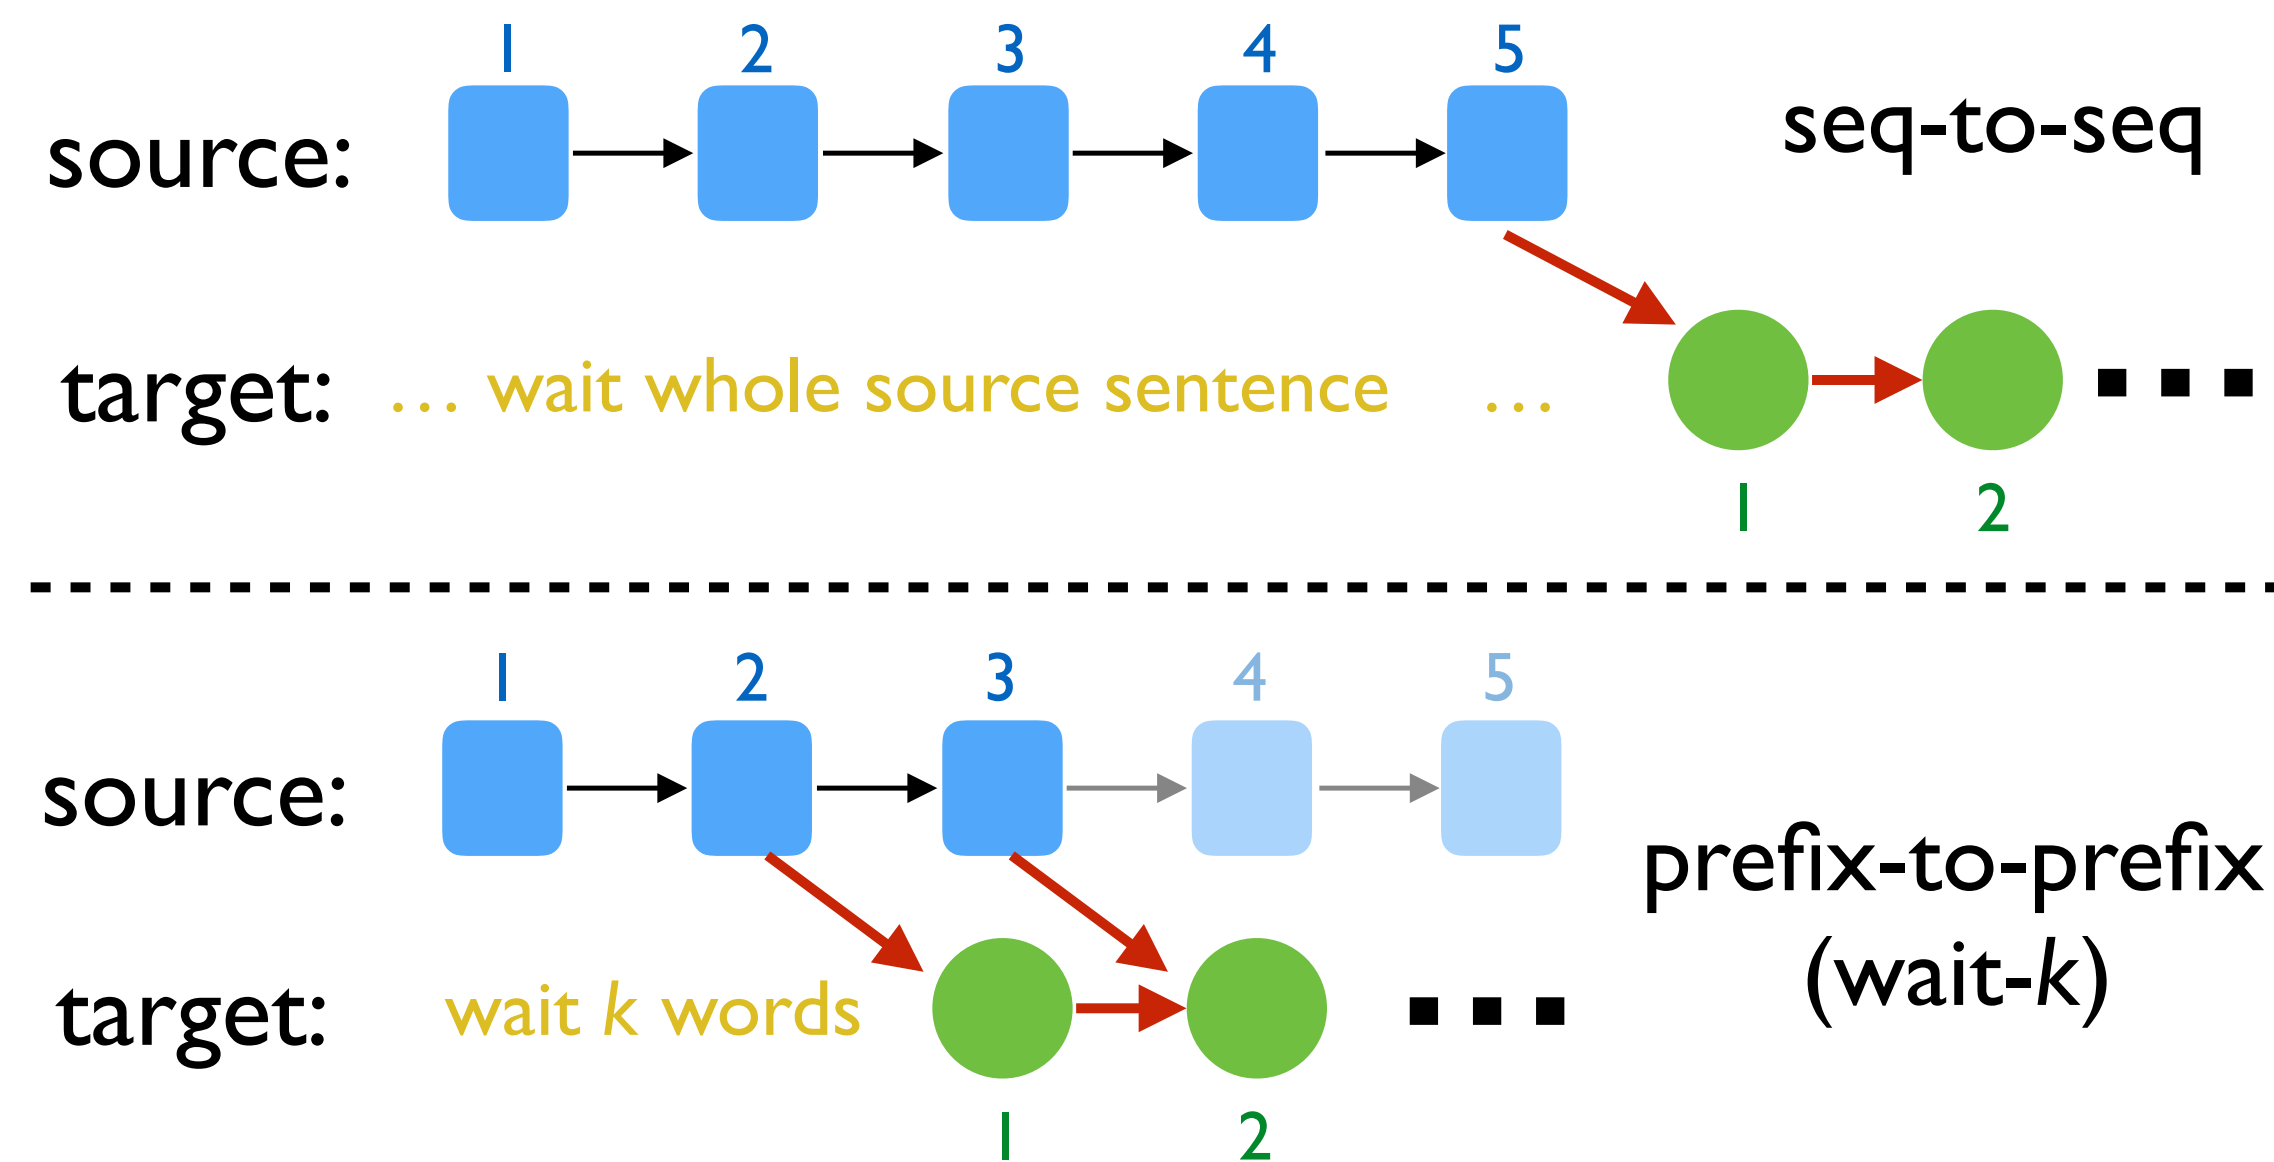 1 2 3 4 5
source: seq-to-seq
target: … wait whole source sentence …
1 2
1 2 3 4 5
source:
prefix-to-prefix
(wait-k)
target: wait k words
1 2